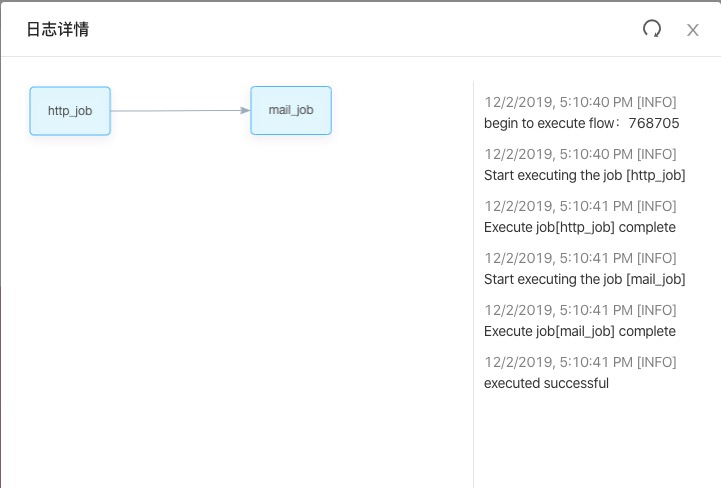 日志详情
http_job
mail_job
12/2/2019, 5:10:40 PM [INFO]
begin to execute flow：768705
12/2/2019, 5:10:40 PM [INFO]
Start executing the job [http_job]
12/2/2019, 5:10:41 PM [INFO]
Execute job[http_job] complete
12/2/2019, 5:10:41 PM [INFO]
Start executing the job [mail_job]
12/2/2019, 5:10:41 PM [INFO]
Execute job[mail_job] complete
12/2/2019, 5:10:41 PM [INFO]
executed successful